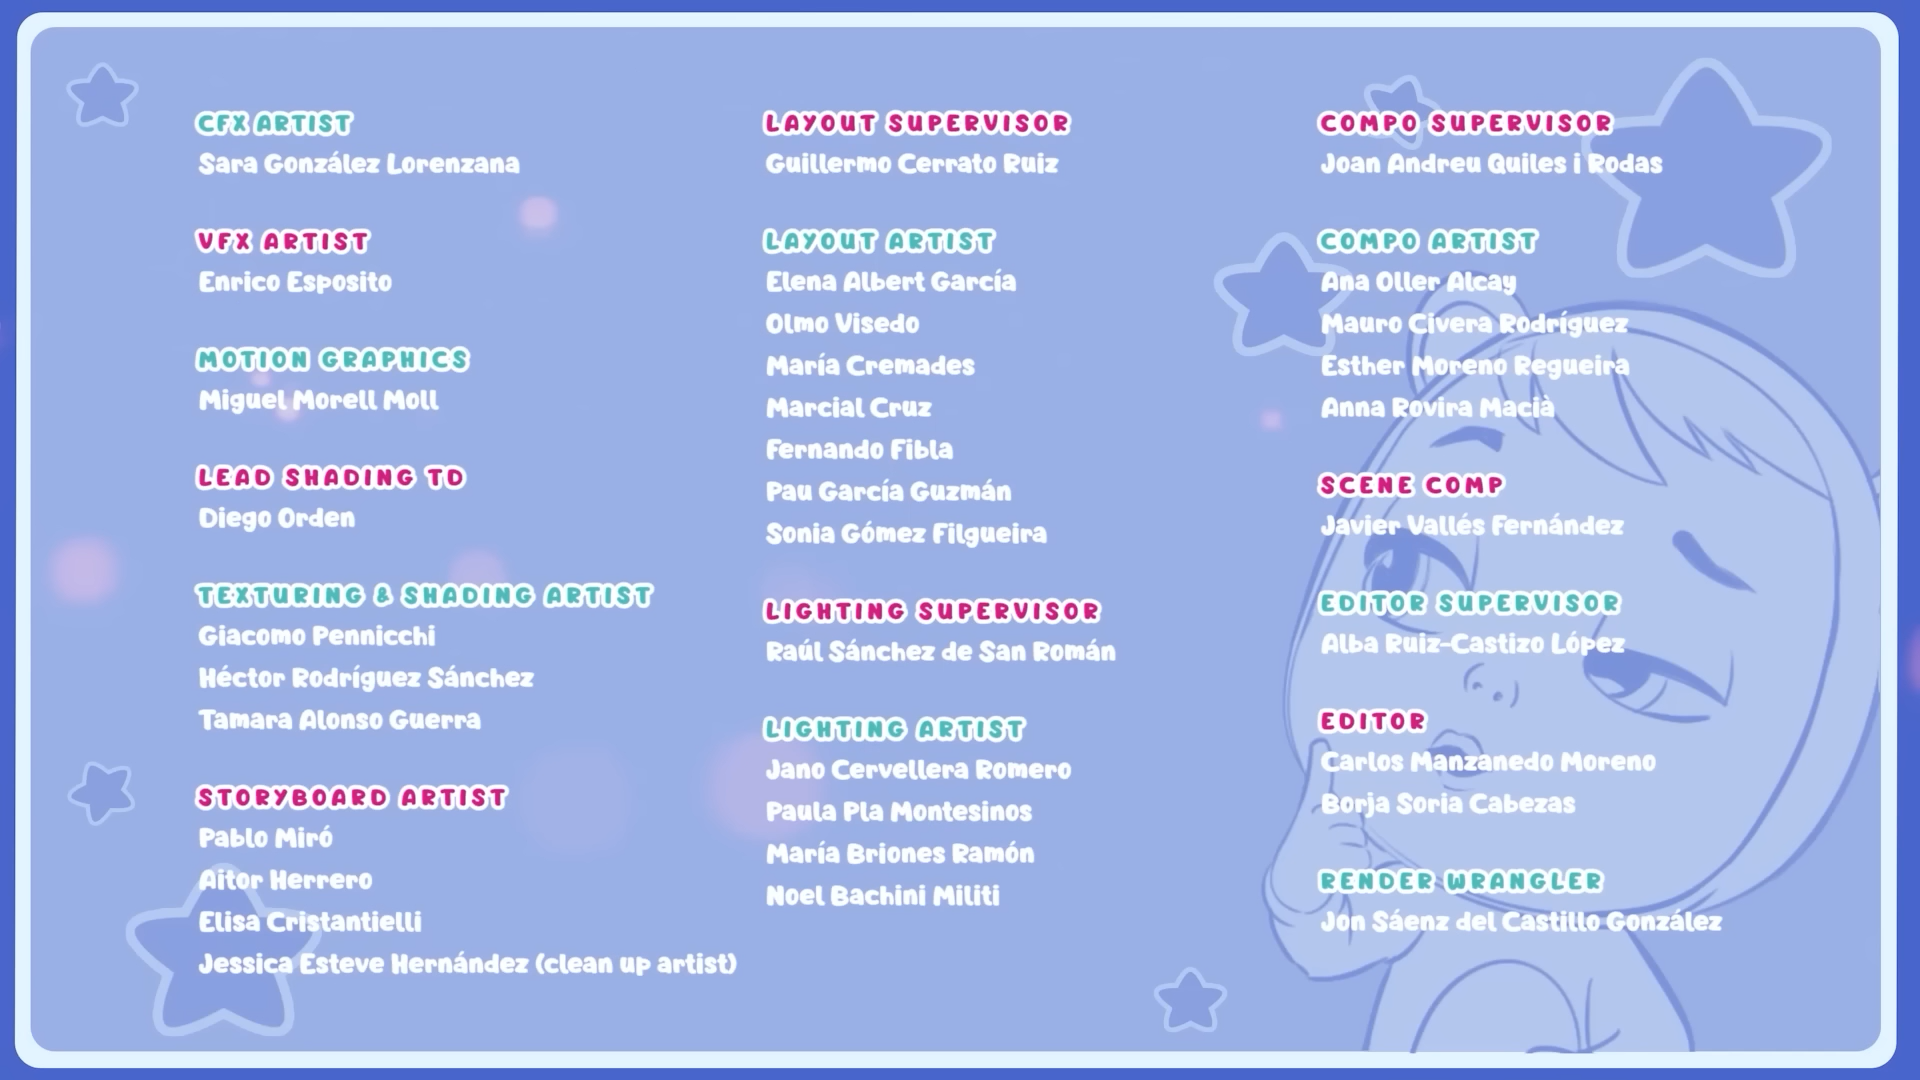 CFX ARTIST
Sara González Lorenzana
VFX ARTIST
Enrico Esposito
MOTION GRAPHICS
Miguel Morell Moll
LEAD SHADING TD
Diego Orden
TEXTURING & SHADING ARTIST
Giacomo Pennicchi
Héctor Rodríguez Sánchez
Tamara Alonso Guerra
STORYBOARD ARTIST
Pablo Miró
Aitor Herrero
Elisa Cristantielli
Jessica Esteve Hernández (clean up artist)
LAYOUT SUPERVISOR
Guillermo Cerrato Ruiz
LAYOUT ARTIST
Elena Albert García
Olmo Visedo
María Cremades
Marcial Cruz
Fernando Fibla
Pau García Guzmán
Sonia Gómez Filgueira
LIGHTING SUPERVISOR
Raúl Sánchez de San Román
LIGHTING ARTIST
Jano Cervellera Romero
Paula Pla Montesinos
María Briones Ramón
Noel Bachini Militi
COMPO SUPERVISOR
Joan Andreu Quiles i Rodas
COMPO ARTIST
Ana Oller Alcay
Mauro Civera Rodríguez
Esther Moreno Regueira
Anna Rovira Macià
SCENE COMP
Javier Vallés Fernández
EDITOR SUPERVISOR
Alba Ruiz-Castizo López
EDITOR
Carlos Manzanedo Moreno
Borja Soria Cabezas
RENDER WRANGLER
Jon Sáenz del Castillo González